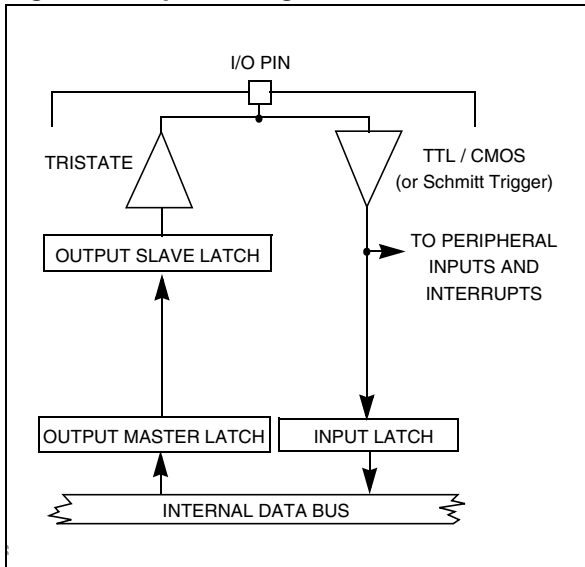 I/O PIN
TRISTATE
TTL / CMOS
(or Schmitt Trigger)
TO PERIPHERAL
INPUTS AND
INTERRUPTS
OUTPUT SLAVE LATCH
OUTPUT MASTER LATCH
INPUT LATCH
INTERNAL DATA BUS